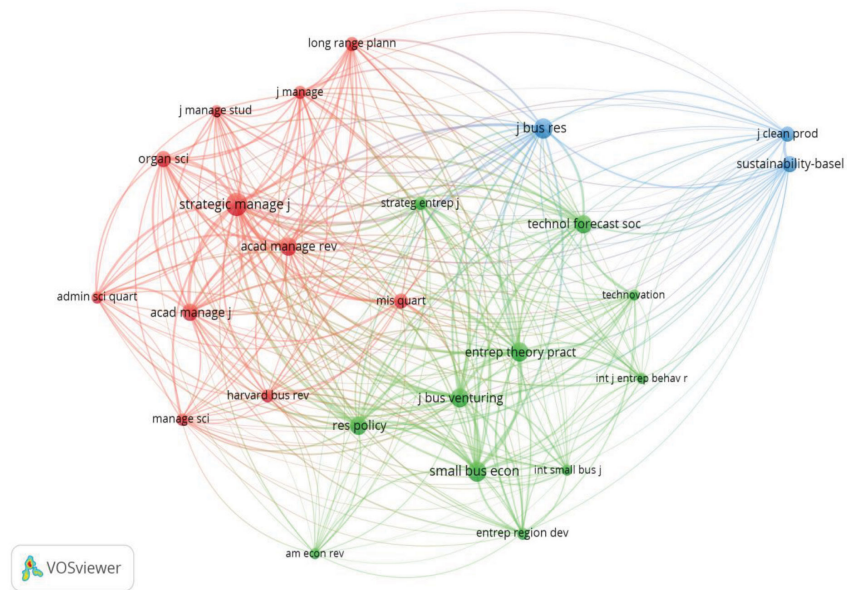 long range plann
j manage
j manage stud
j bus res
j clean prod
organ sci
sustainability-basel
strategic manage j
strateg entrep j
technol forecast soc
acad manage rev
admin sci quart
mis quart
technovation
acad manage j
entrep theory pract
int j entrep behav r
harvard bus rev
j bus venturing
manage sci
res policy
small bus econ
int small bus j
entrep region dev
am econ rev
VOSviewer